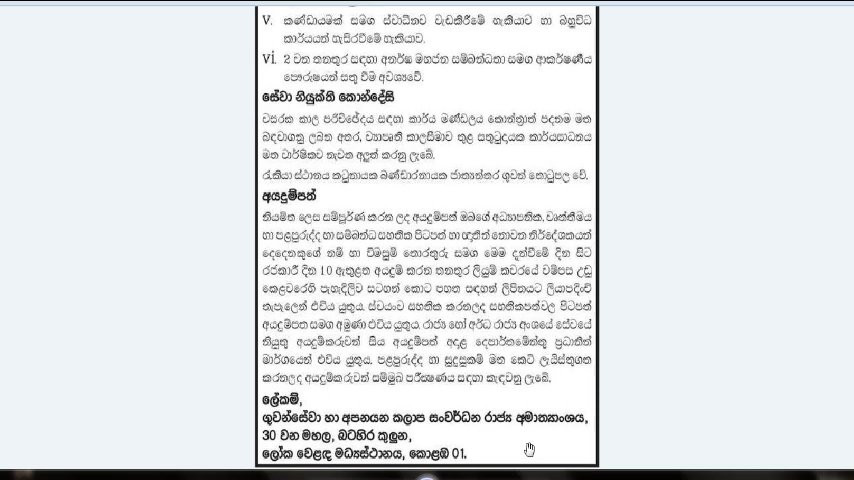 V. කණ්ඩායමක් සමග ස්වාධීනව වැඩකිරීමේ හැකියාව හා බහුවිධ
කාර්යයන් හැසිරවීමේ හැකියාව.
Vi. 2 වන තනතුර සඳහා අනර්ඝ මහජන සම්බන්ධතා සමග ආකර්ෂණීය
පෞරුෂයක් සතු වීම අවශ්‍යවේ.
සේවා නියුක්ති කොන්දේසි
වසරක කාල පරිච්ඡේදය සඳහා කාර්ය මණ්ඩලය කොන්ත්‍රාත් පදනම මත
බඳවාගනු ලබන අතර, ව්‍යාපෘති කාලසීමාව තුළ සතුටුදායක කාර්යසාධනය
මත වාර්ෂිකව නැවත අලුත් කරනු ලැබේ.
රැකියා ස්ථානය කටුනායක බණ්ඩාරනායක ජාත්‍යන්තර ගුවන් තොටුපල වේ.
අයදුම්පත්
නියමිත ලෙස සම්පූර්ණ කරන ලද අයදුම්පත් ඔබගේ අධ්‍යාපනික, වෘත්තීමය
හා පළපුරුද්ද හා සම්බන්ධ සහතික පිටපත් හා ඥාතීන් නොවන නිර්දේශකයන්
දෙදෙනකුගේ නම් හා විමසුම් තොරතුරු සමග මෙම දැන්වීමේ දින සිට
රජකාරී දින 10 ඇතුළත අයදුම් කරන තනතුර ලියුම් කවරයේ වම්පස උඩු
කෙළවරෙහි පැහැදිලිව සටහන් කොට පහත සඳහන් ලිපිනයට ලියාපදිංචි
තැපෑලෙන් එවිය යුතුය. ස්වයංව සහතික කරනලද සහතිකපත්වල පිටපත්
අයදුම්පත සමග අමුණා එවිය යුතුය. රාජ්‍ය හෝ අර්ධ රාජ්‍ය අංශයේ සේවයේ
නියුතු අයදුම්කරුවන් සිය අයදුම්පත් අදාළ දෙපාර්තමේන්තු ප්‍රධානීන්
මාර්ගයෙන් එවිය යුතුය. පළපුරුද්ද හා සුදුසුකම් මත කෙටි ලැයිස්තුගත
කරනලද අයදුම්කරුවන් සම්මුඛ පරීක්ෂණය සඳහා කැඳවනු ලැබේ.
ලේකම්,
ගුවන්සේවා හා අපනයන කලාප සංවර්ධන රාජ්‍ය අමාත්‍යාංශය,
30 වන මහල, බටහිර කුලුන,
ලෝක වෙළඳ මධ්‍යස්ථානය, කොළඹ 01.